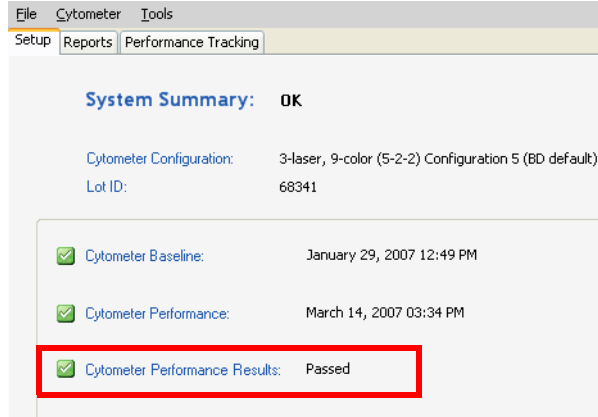 File Cytometer Tools
Setup Reports Performance Tracking
System Summary: OK
Cytometer Configuration: 3-laser, 9-color (5-2-2) Configuration 5 (BD default)
Lot ID: 68341
Cytometer Baseline: January 29, 2007 12:49 PM
Cytometer Performance: March 14, 2007 03:34 PM
Cytometer Performance Results: Passed